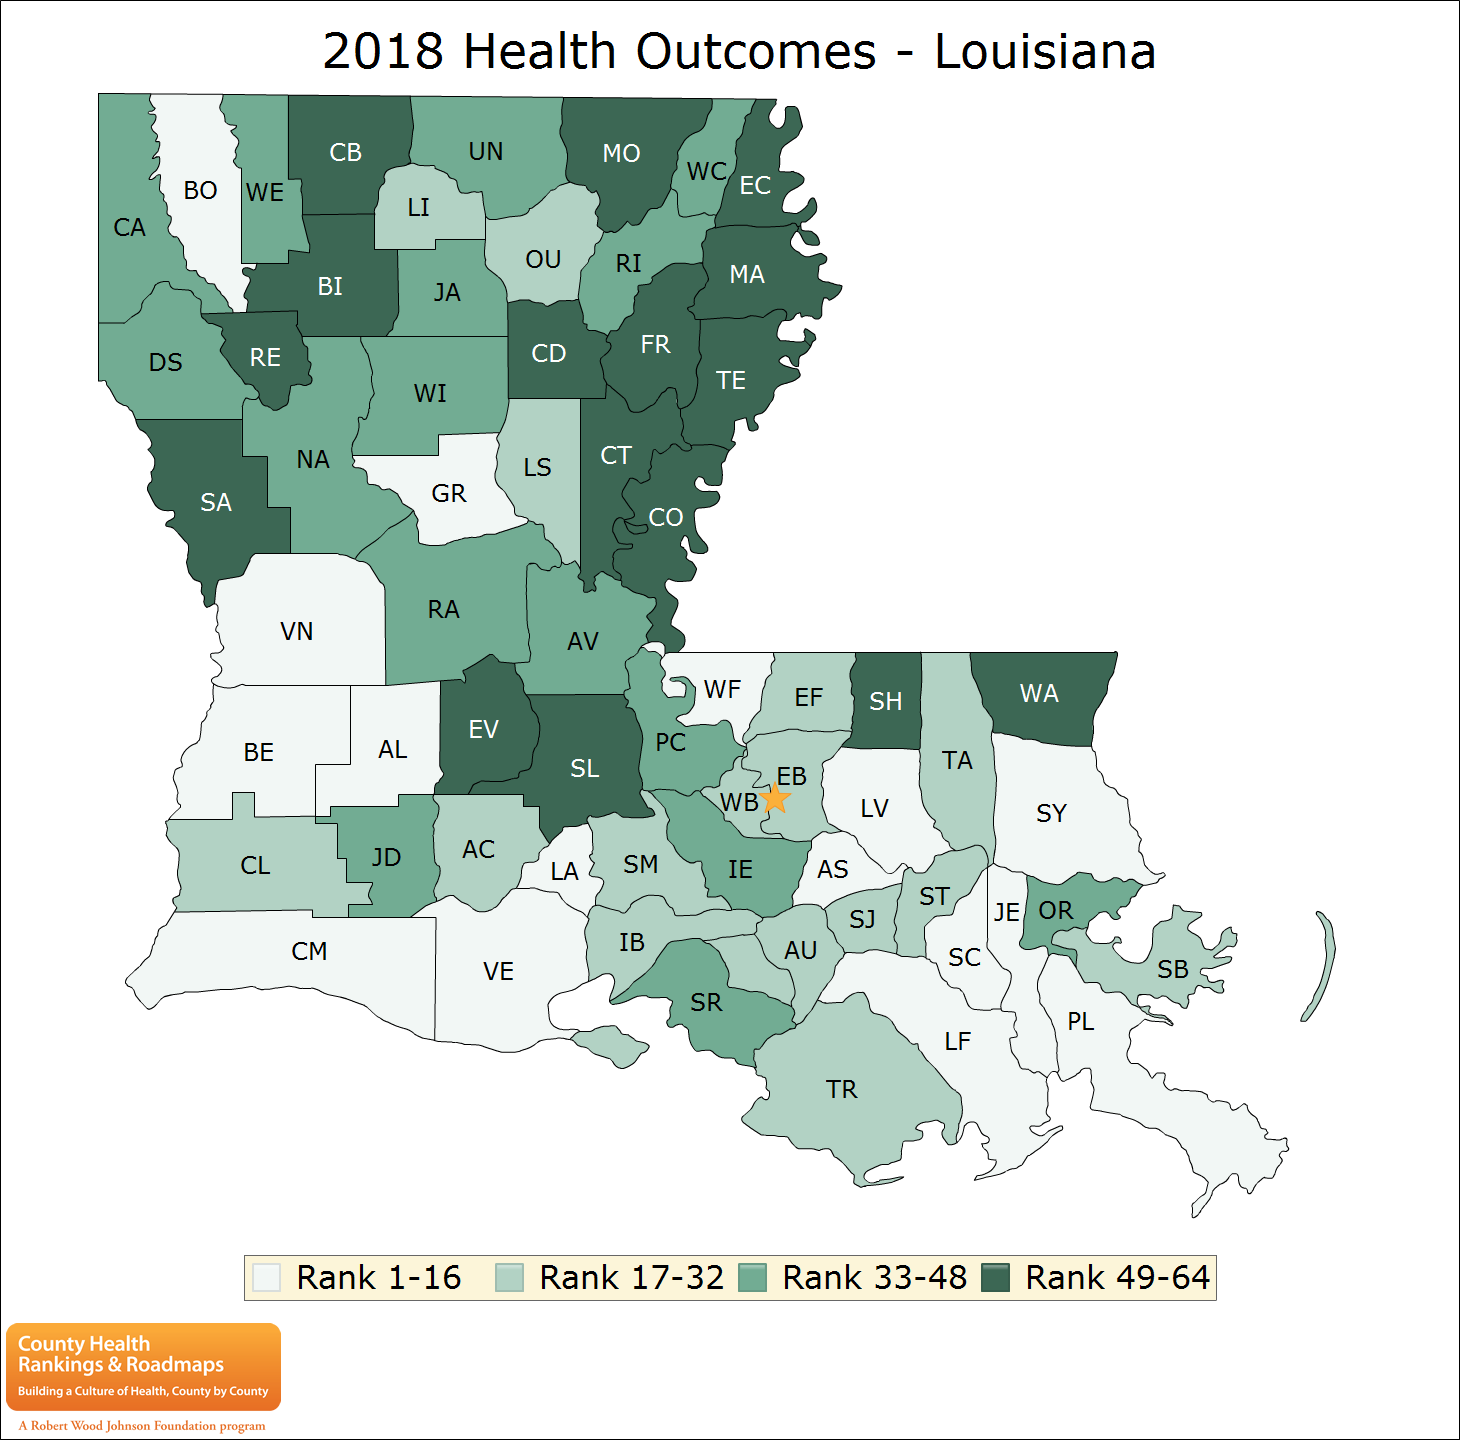 2018 Health Outcomes - Louisiana
CB
UN
MO
WC
EC
BO
WE
LI
CA
OU
RI
MA
BI
JA
DS
RE
CD
FR
TE
WI
NA
LS
CT
GR
SA
CO
VN
RA
AV
WF
EF
SH
WA
BE
AL
EV
PC
SL
EB
TA
WB
LV
SY
CL
JD
AC
LA
SM
IE
AS
ST
JE
OR
SJ
CM
VE
IB
AU
SC
SB
SR
PL
LF
TR
Rank 1-16 Rank 17-32 Rank 33-48 Rank 49-64
County Health
Rankings & Roadmaps
Building a Culture of Health, County by County
A Robert Wood Johnson Foundation program